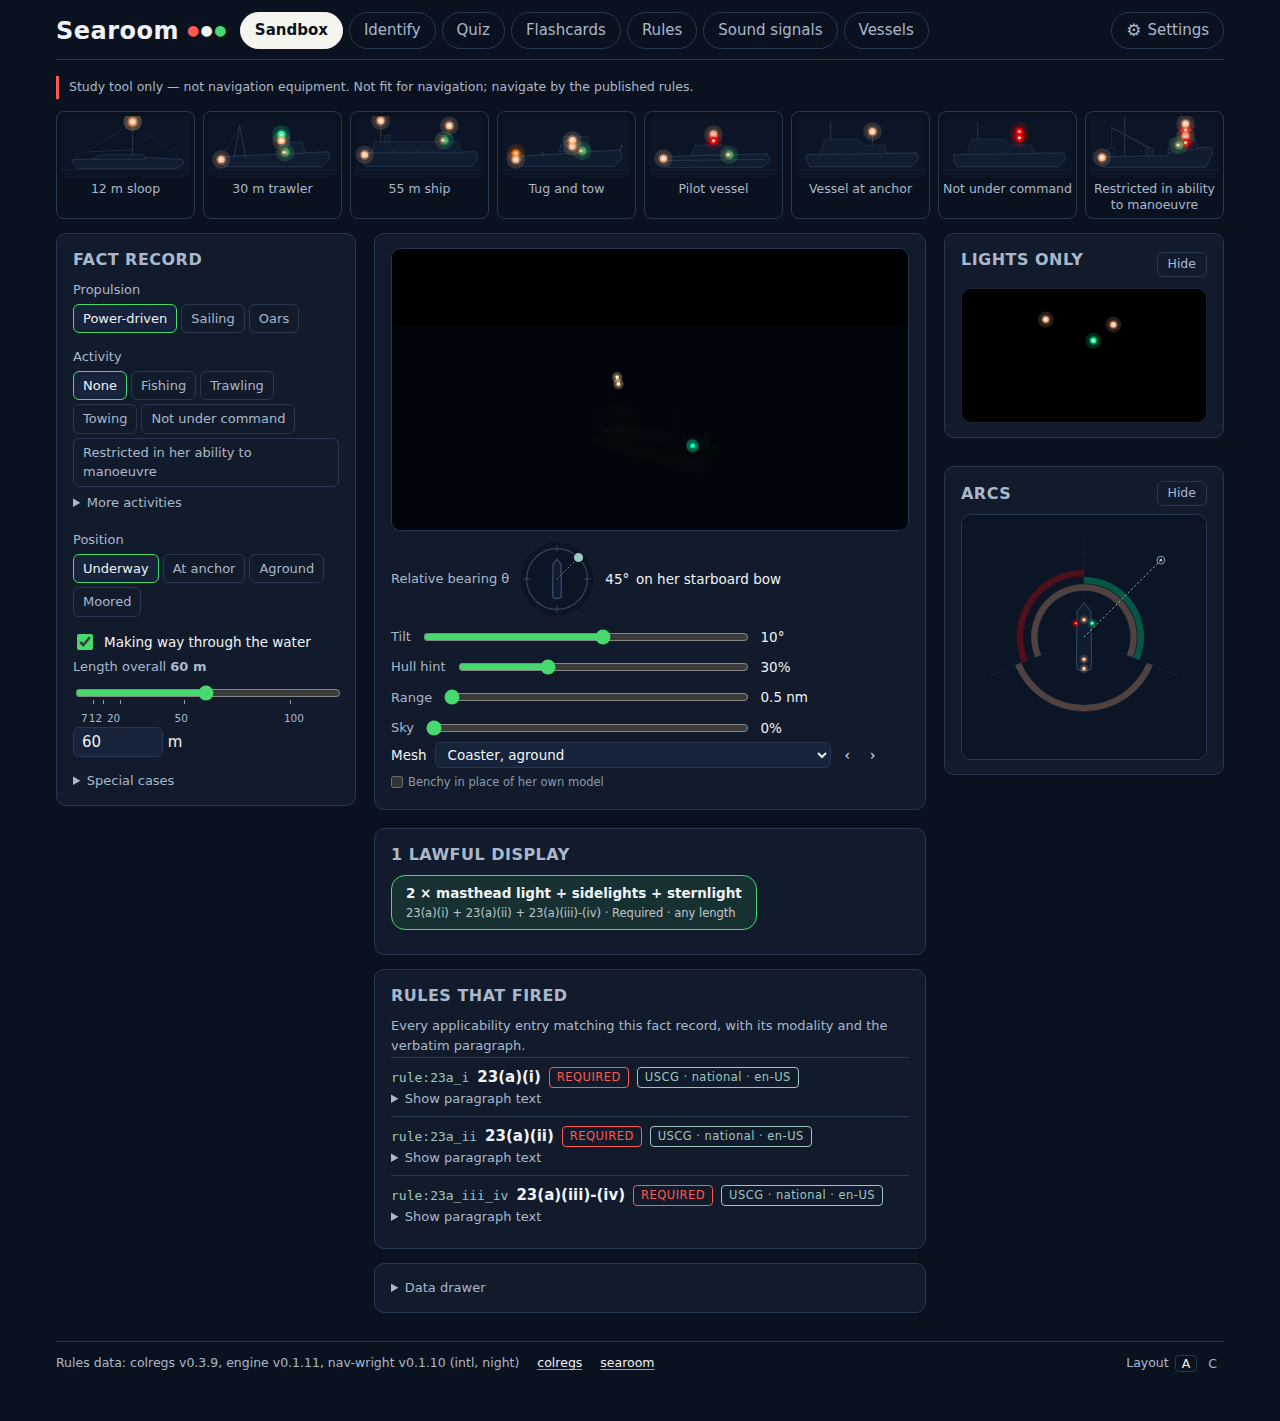 Searoom
Sandbox
Identify
Quiz
Flashcards
Rules
Sound signals
Vessels
⚙ Settings
Study tool only — not navigation equipment. Not fit for navigation; navigate by the published rules.
12 m sloop
30 m trawler
55 m ship
Tug and tow
Pilot vessel
Vessel at anchor
Not under command
Restricted in ability
to manoeuvre
FACT RECORD
Propulsion
Power-driven
Sailing
Oars
Activity
None
Fishing
Trawling
Towing
Not under command
Restricted in her ability to
manoeuvre
▶ More activities
Position
Underway
At anchor
Aground
Moored
Making way through the water
Length overall 60 m
7 12 20 50 100
60 m
▶ Special cases
Relative bearing θ
45° on her starboard bow
Tilt 10°
Hull hint 30%
Range 0.5 nm
Sky 0%
Mesh Coaster, aground ‹ ›
Benchy in place of her own model
1 LAWFUL DISPLAY
2 × masthead light + sidelights + sternlight
23(a)(i) + 23(a)(ii) + 23(a)(iii)-(iv) · Required · any length
RULES THAT FIRED
Every applicability entry matching this fact record, with its modality and the
verbatim paragraph.
rule:23a_i 23(a)(i) REQUIRED USCG · national · en-US
▶ Show paragraph text
rule:23a_ii 23(a)(ii) REQUIRED USCG · national · en-US
▶ Show paragraph text
rule:23a_iii_iv 23(a)(iii)-(iv) REQUIRED USCG · national · en-US
▶ Show paragraph text
▶ Data drawer
LIGHTS ONLY
Hide
ARCS
Hide
Rules data: colregs v0.3.9, engine v0.1.11, nav-wright v0.1.10 (intl, night) colregs searoom
Layout A C